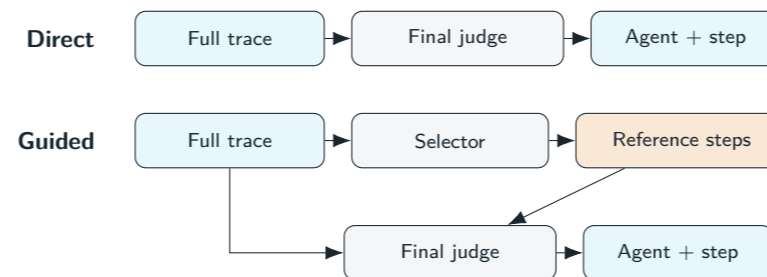 Direct
Full trace
Final judge
Agent + step
Guided
Full trace
Selector
Reference steps
Final judge
Agent + step